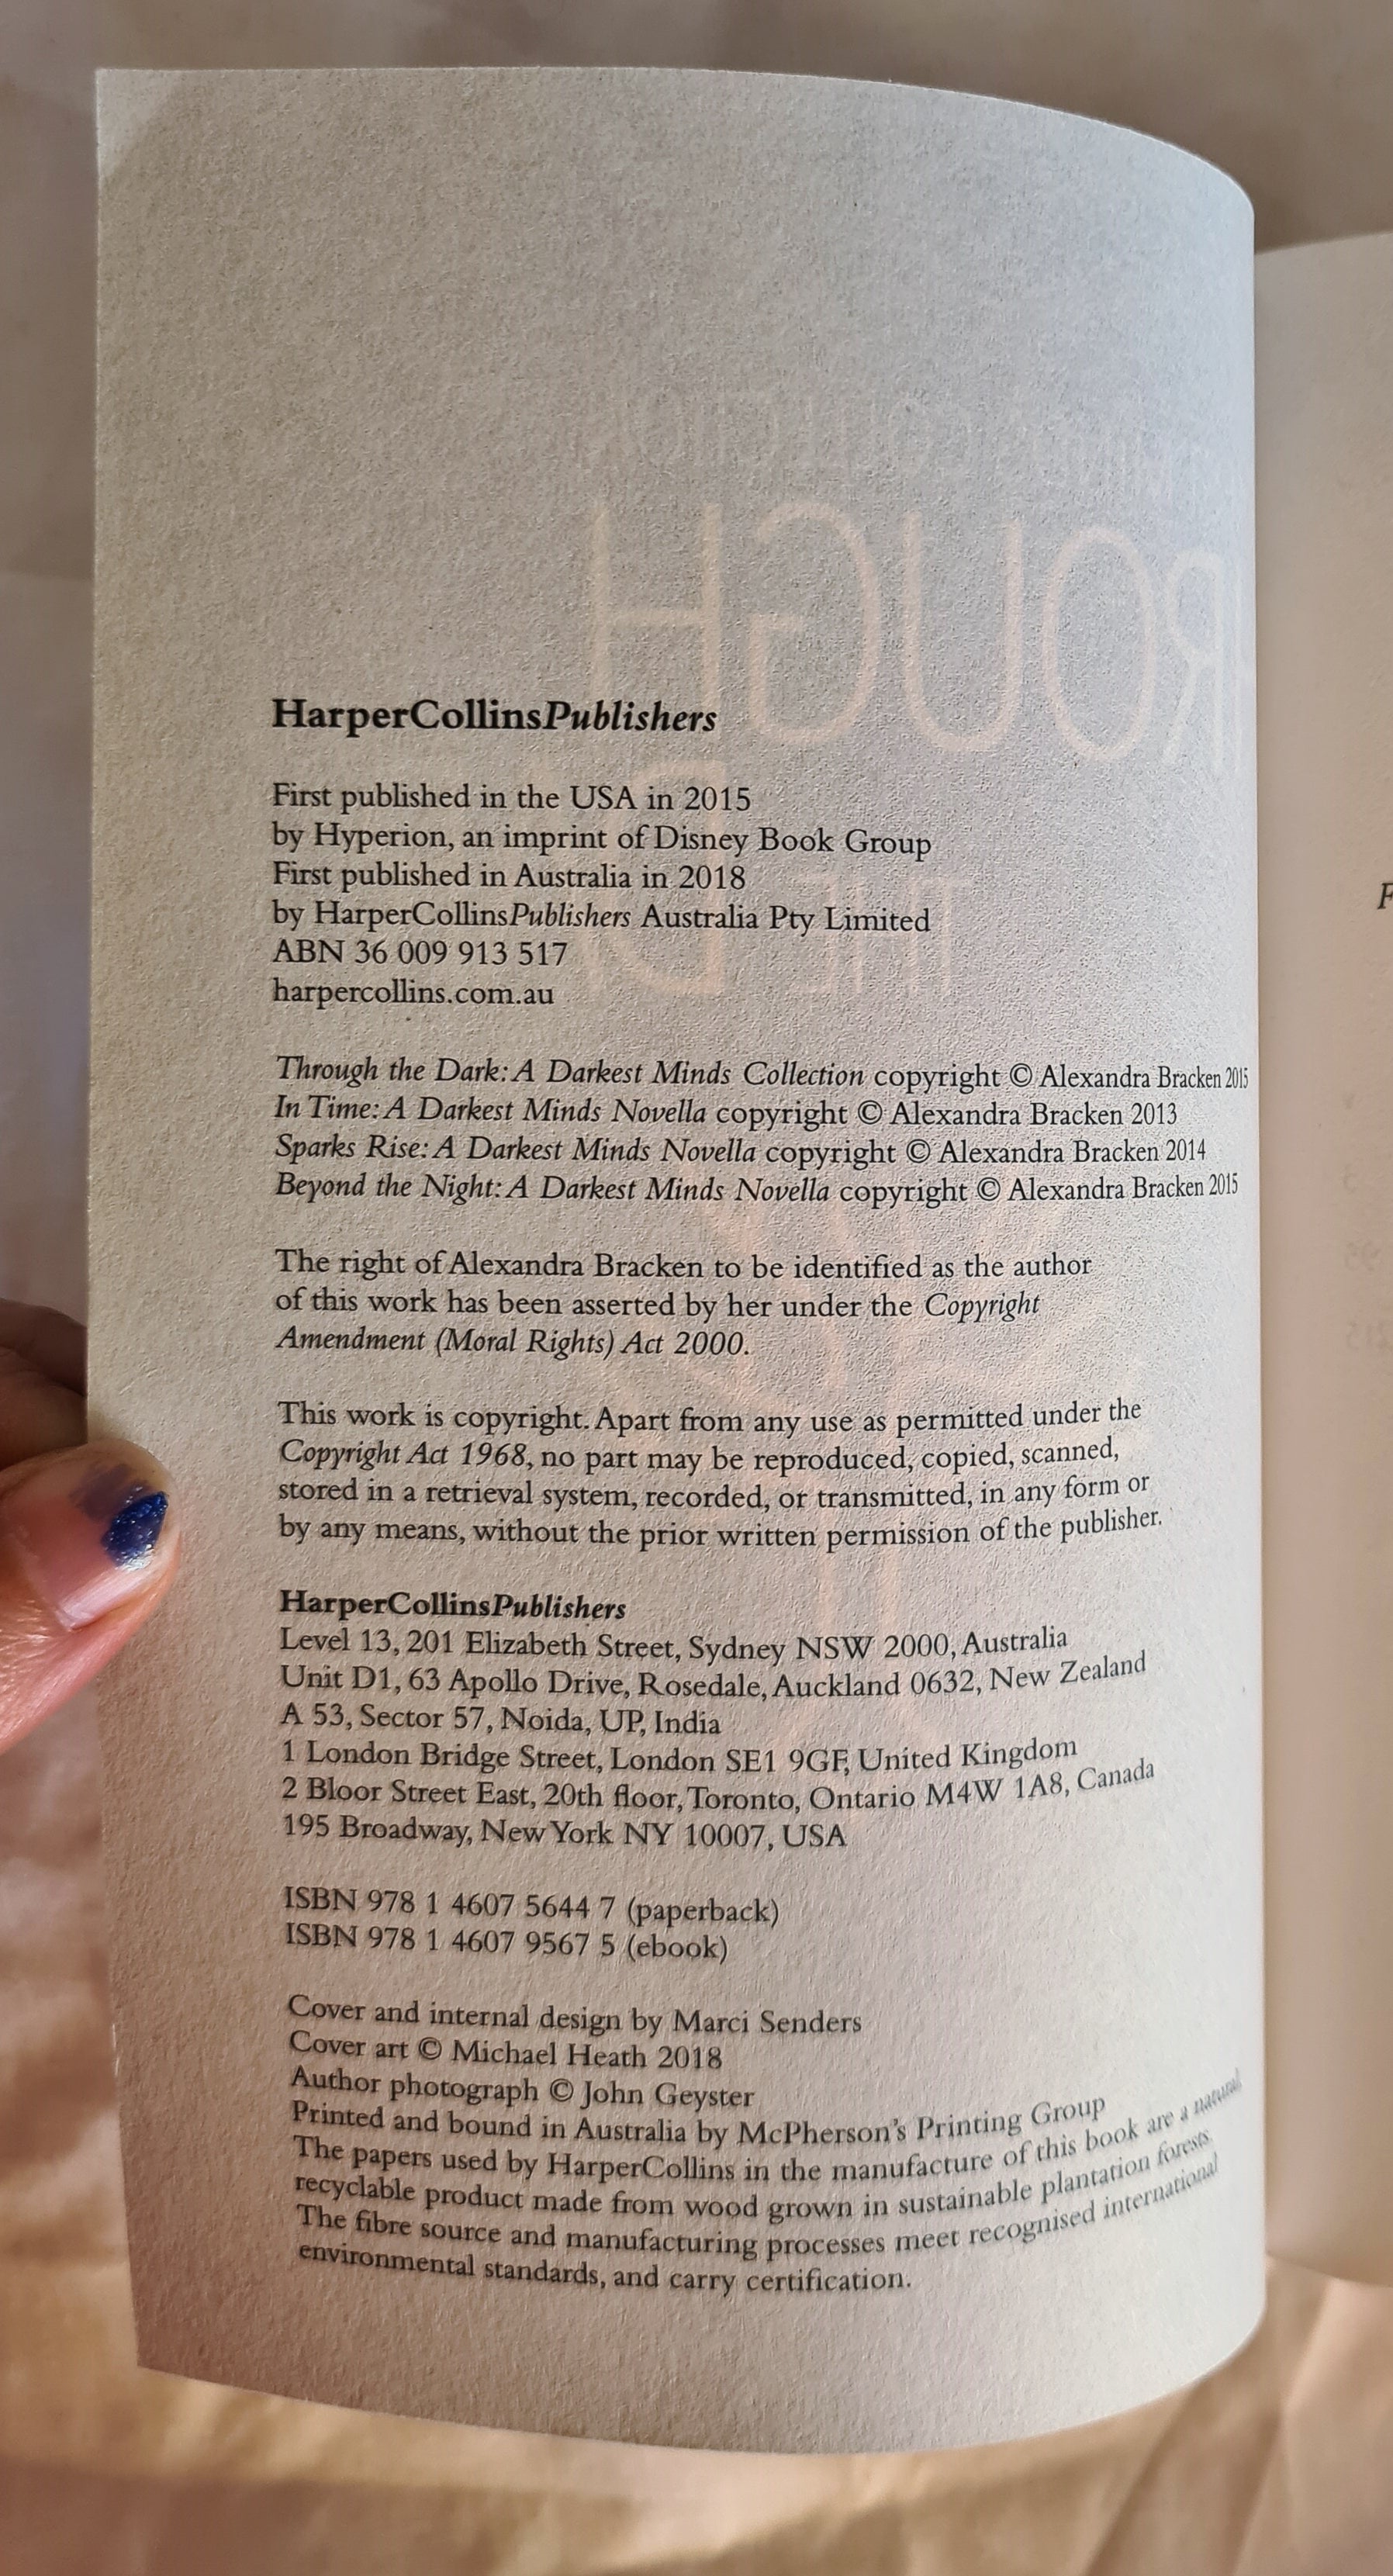 HarperCollinsPublishers
First published in the USA in 2015
by Hyperion, an imprint of Disney Book Group
First published in Australia in 2018
by HarperCollinsPublishers Australia Pty Limited
ABN 36 009 913 517
harpercollins.com.au
Through the Dark: A Darkest Minds Collection copyright © Alexandra Bracken 2015
In Time: A Darkest Minds Novella copyright © Alexandra Bracken 2013
Sparks Rise: A Darkest Minds Novella copyright © Alexandra Bracken 2014
Beyond the Night: A Darkest Minds Novella copyright © Alexandra Bracken 2015
The right of Alexandra Bracken to be identified as the author
of this work has been asserted by her under the Copyright
Amendment (Moral Rights) Act 2000.
This work is copyright. Apart from any use as permitted under the
Copyright Act 1968, no part may be reproduced, copied, scanned,
stored in a retrieval system, recorded, or transmitted, in any form or
by any means, without the prior written permission of the publisher.
HarperCollinsPublishers
Level 13, 201 Elizabeth Street, Sydney NSW 2000, Australia
Unit D1, 63 Apollo Drive, Rosedale, Auckland 0632, New Zealand
A 53, Sector 57, Noida, UP, India
1 London Bridge Street, London SE1 9GF, United Kingdom
2 Bloor Street East, 20th floor, Toronto, Ontario M4W 1A8, Canada
195 Broadway, New York NY 10007, USA
ISBN 978 1 4607 5644 7 (paperback)
ISBN 978 1 4607 9567 5 (ebook)
Cover and internal design by Marci Senders
Cover art © Michael Heath 2018
Author photograph © John Geyster
Printed and bound in Australia by McPherson's Printing Group
The papers used by HarperCollins in the manufacture of this book are a natural,
recyclable product made from wood grown in sustainable plantation forests.
The fibre source and manufacturing processes meet recognised international
environmental standards, and carry certification.
F